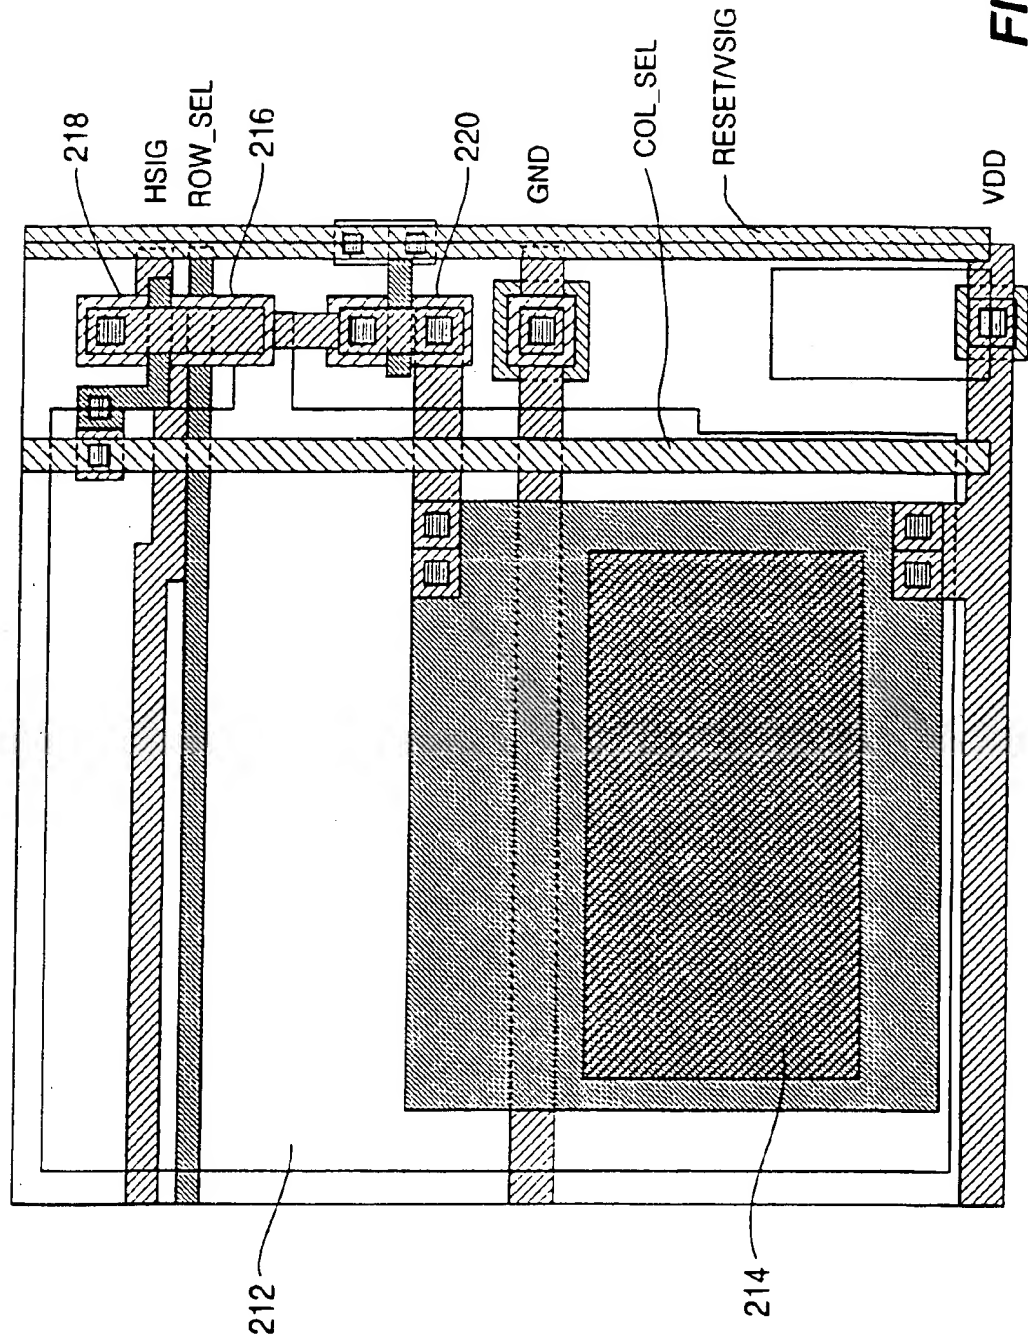 218
HSIG
ROW_SEL
216
220
GND
COL_SEL
RESET/VSIG
VDD
212
214
FI